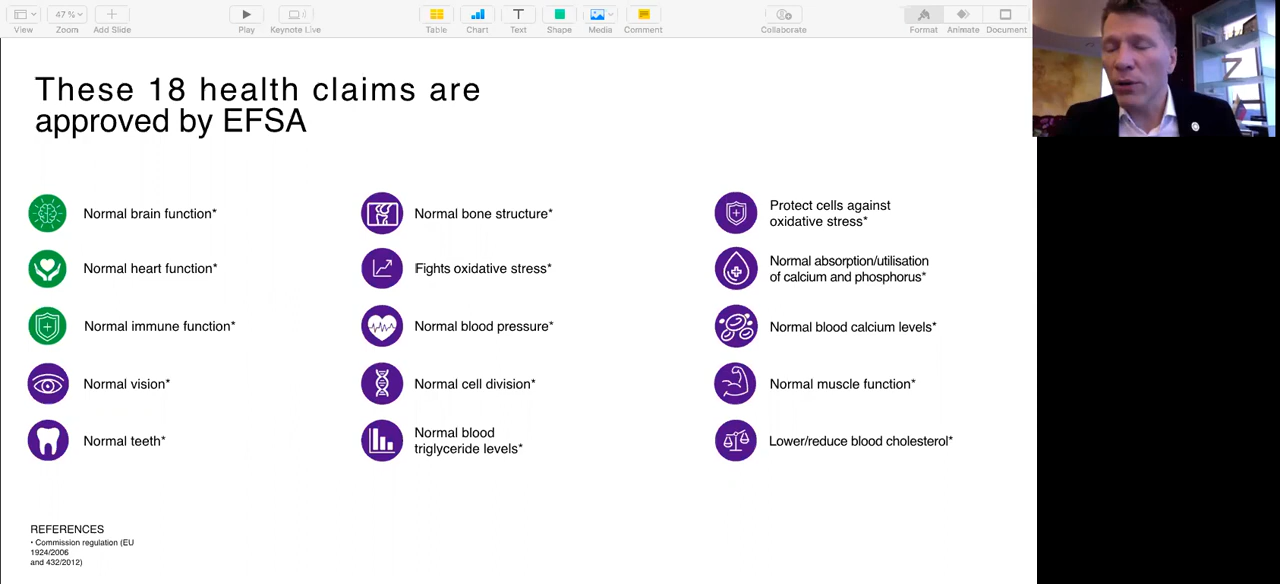 47 %
View
Zoom
Add Slide
Play
Keynote Live
Table
Chart
Text
Shape
Media
Comment
Collaborate
Format
Animate
Document
These 18 health claims are
approved by EFSA
Normal brain function*
Normal heart function*
Normal immune function*
Normal vision*
Normal teeth*
Normal bone structure*
Fights oxidative stress*
Normal blood pressure*
Normal cell division*
Normal blood
triglyceride levels*
Protect cells against
oxidative stress*
Normal absorption/utilisation
of calcium and phosphorus*
Normal blood calcium levels*
Normal muscle function*
Lower/reduce blood cholesterol*
REFERENCES
• Commission regulation (EU
1924/2006
and 432/2012)
Z